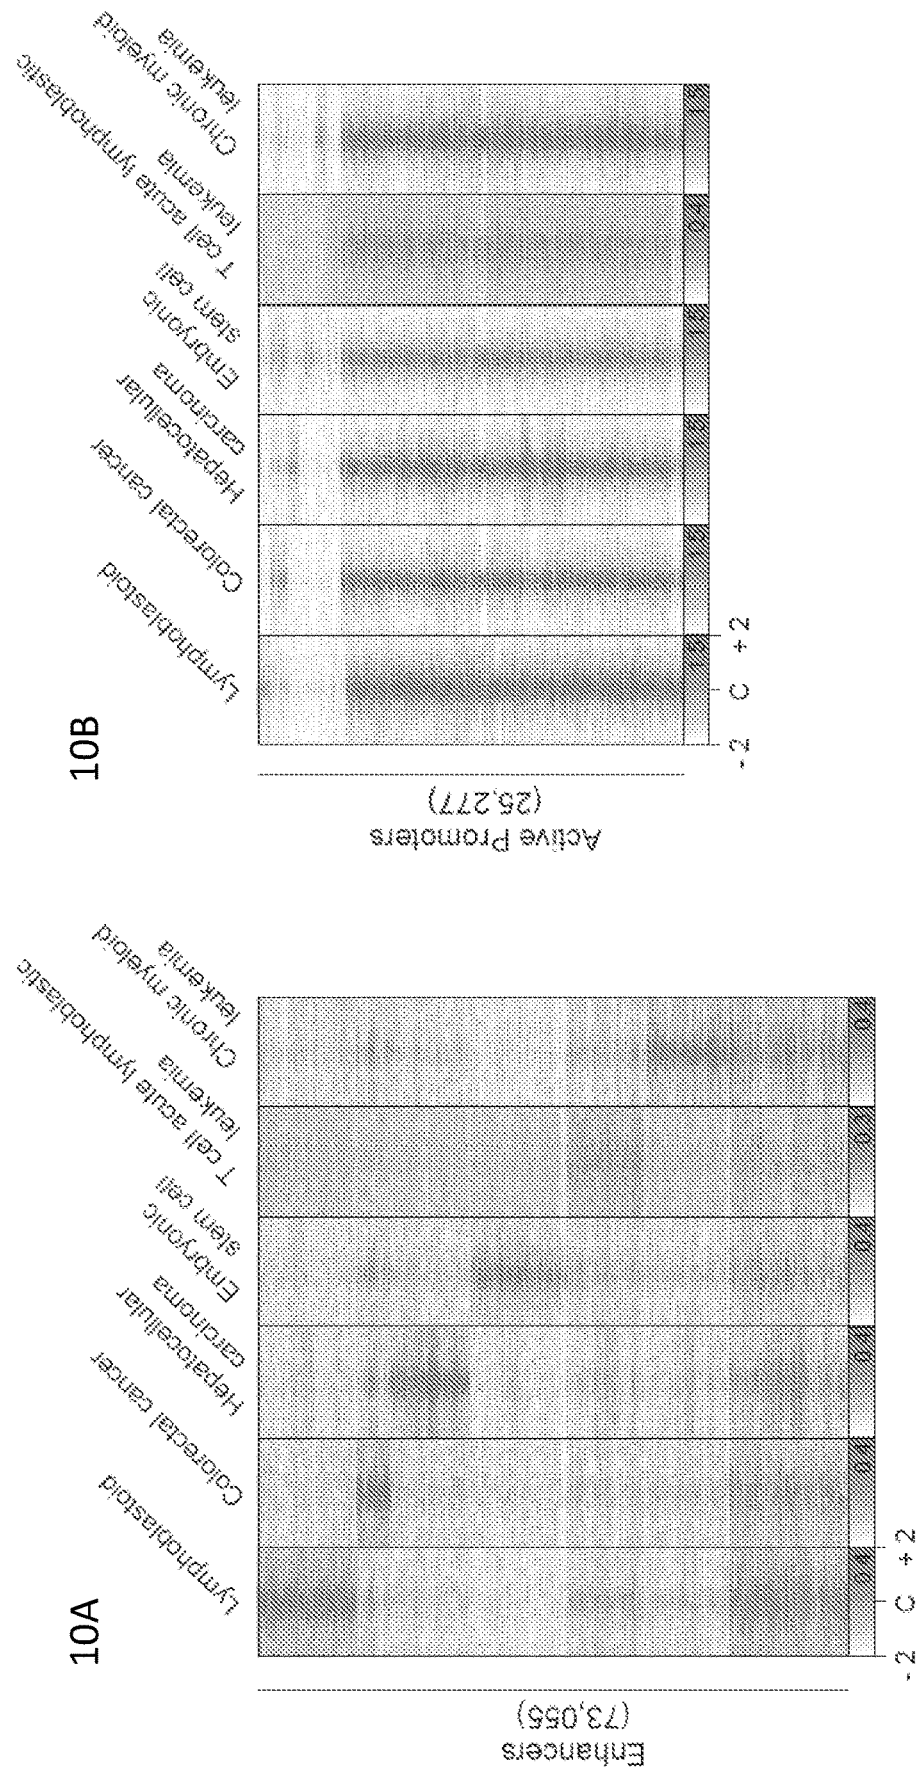 10A
Lymphoblastoid
Colorectal cancer
Hepatocellular
carcinoma
Embryonic
stem cell
T cell acute lymphoblastic
leukemia
Chronic myeloid
leukemia
Enhancers
(73,055)
- 2 C + 2
10B
Lymphoblastoid
Colorectal cancer
Hepatocellular
carcinoma
Embryonic
stem cell
T cell acute lymphoblastic
leukemia
Chronic myeloid
leukemia
Active Promoters
(25,277)
- 2 C + 2